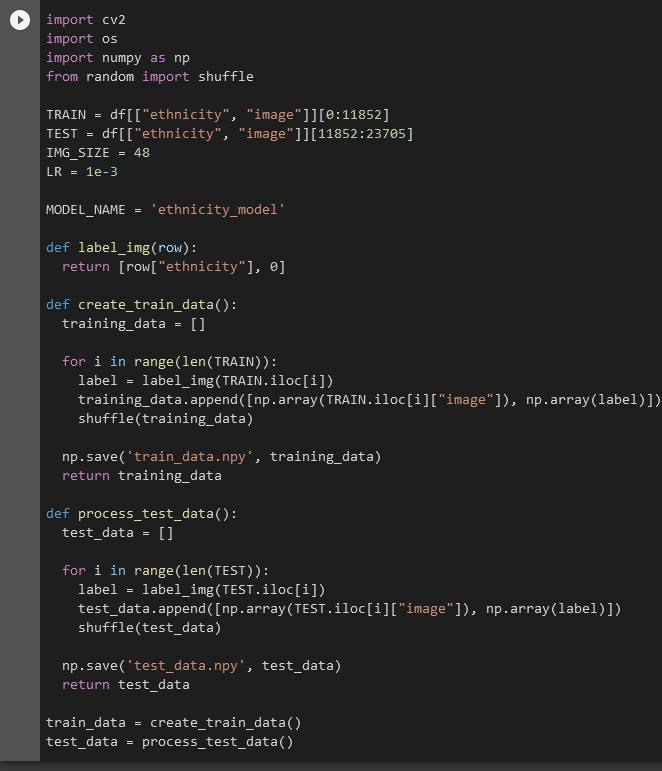 import cv2
import os
import numpy as np
from random import shuffle
TRAIN = df[["ethnicity", "image"]][0:11852]
TEST = df[["ethnicity", "image"]][11852:23705]
IMG_SIZE = 48
LR = 1e-3
MODEL_NAME = 'ethnicity_model'
def label_img(row):
  return [row["ethnicity"], 0]
def create_train_data():
  training_data = []
  for i in range(len(TRAIN)):
    label = label_img(TRAIN.iloc[i])
    training_data.append([np.array(TRAIN.iloc[i]["image"]), np.array(label)])
    shuffle(training_data)
  np.save('train_data.npy', training_data)
  return training_data
def process_test_data():
  test_data = []
  for i in range(len(TEST)):
    label = label_img(TEST.iloc[i])
    test_data.append([np.array(TEST.iloc[i]["image"]), np.array(label)])
    shuffle(test_data)
  np.save('test_data.npy', test_data)
  return test_data
train_data = create_train_data()
test_data = process_test_data()